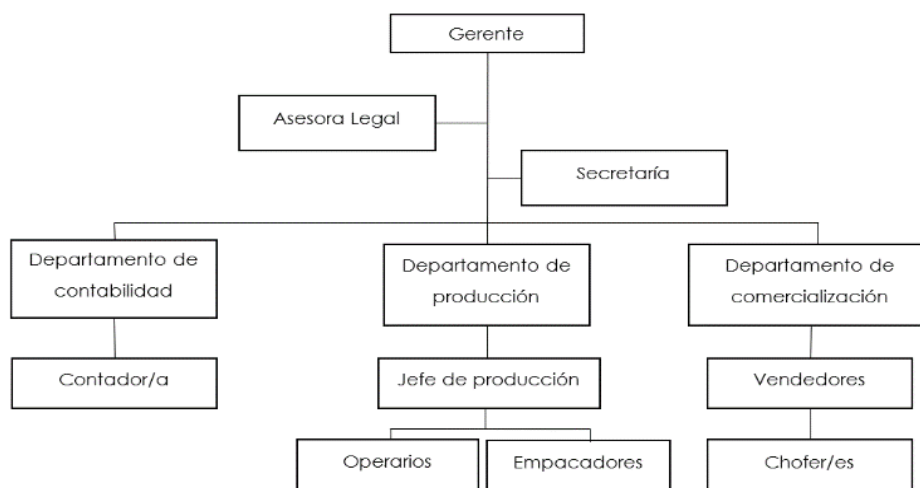 Gerente
Asesora Legal
Secretaría
Departamento de
contabilidad
Departamento de
producción
Departamento de
comercialización
Contador/a
Jefe de producción
Vendedores
Operarios
Empacadores
Chofer/es